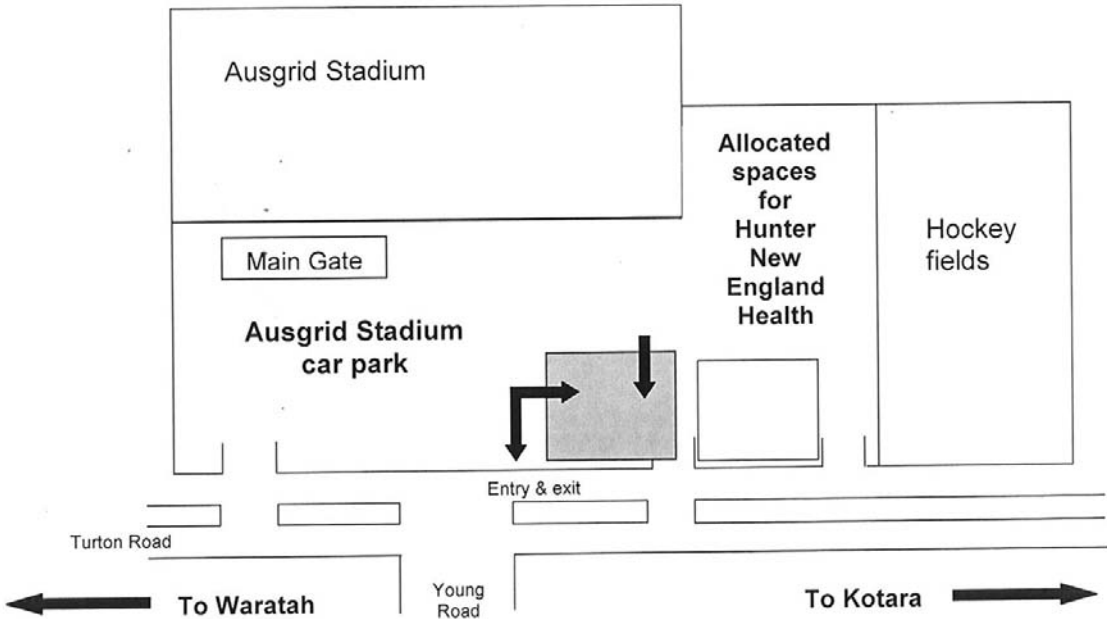 Ausgrid Stadium
Allocated
spaces
for
Hunter
New
England
Health
Hockey
fields
Main Gate
Ausgrid Stadium
car park
Entry & exit
Turton Road
To Waratah
Young
Road
To Kotara